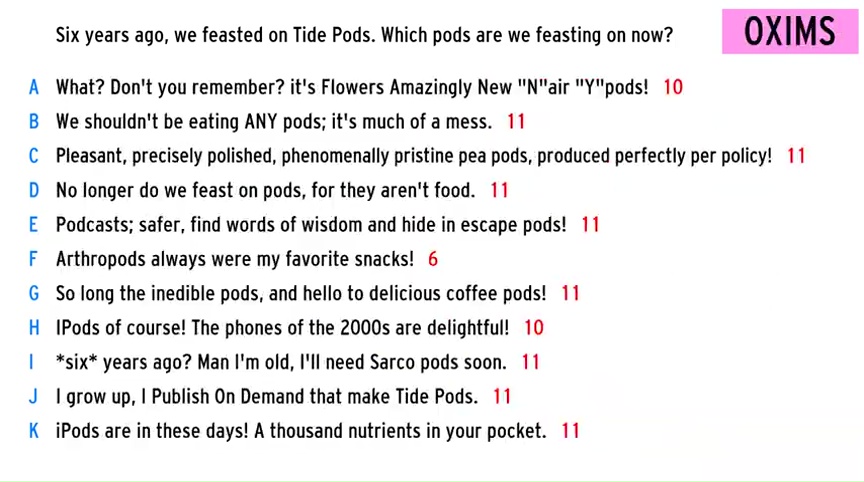 Six years ago, we feasted on Tide Pods. Which pods are we feasting on now?
OXIMS
A What? Don't you remember? it's Flowers Amazingly New "N"air "Y"pods! 10
B We shouldn't be eating ANY pods; it's much of a mess. 11
C Pleasant, precisely polished, phenomenally pristine pea pods, produced perfectly per policy! 11
D No longer do we feast on pods, for they aren't food. 11
E Podcasts; safer, find words of wisdom and hide in escape pods! 11
F Arthropods always were my favorite snacks! 6
G So long the inedible pods, and hello to delicious coffee pods! 11
H IPods of course! The phones of the 2000s are delightful! 10
I *six* years ago? Man I'm old, I'll need Sarco pods soon. 11
J I grow up, I Publish On Demand that make Tide Pods. 11
K iPods are in these days! A thousand nutrients in your pocket. 11